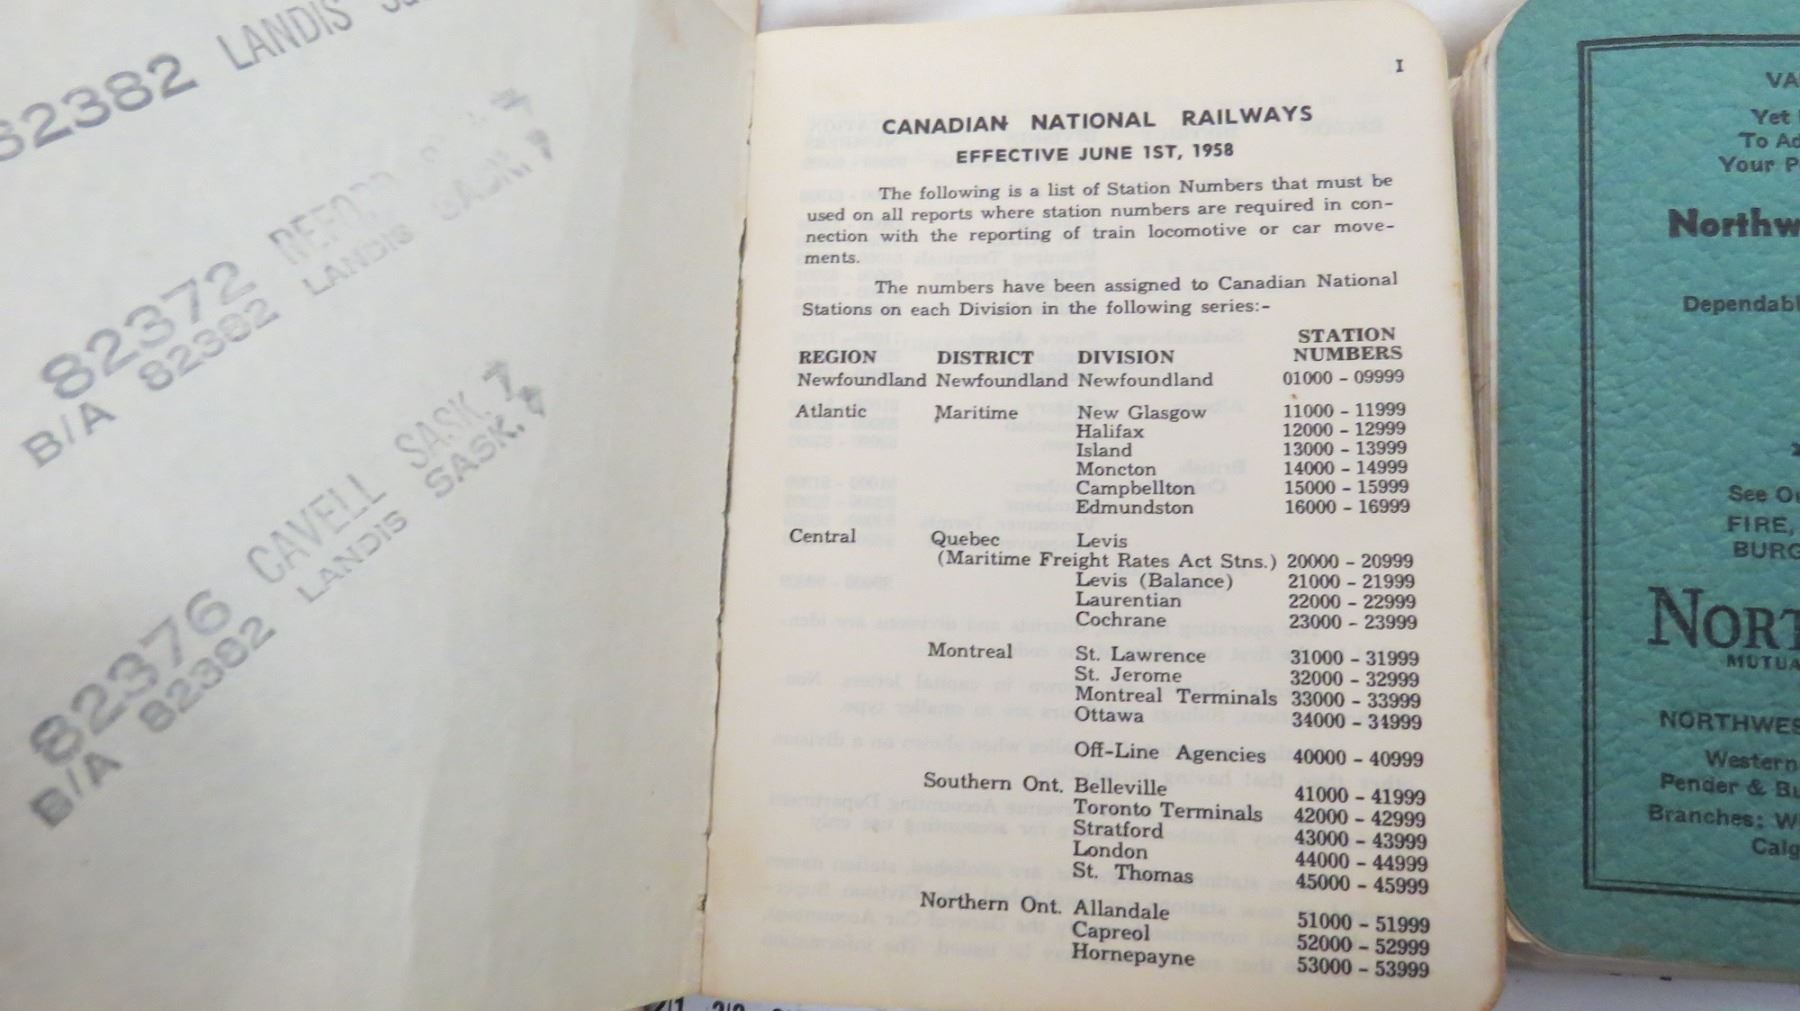 82382 LANDIS
82372 REFORD
B/A 82382 LANDIS SASK.
82376 CAVELL SASK.
B/A 82382 LANDIS SASK.
I
CANADIAN NATIONAL RAILWAYS
EFFECTIVE JUNE 1ST, 1958
The following is a list of Station Numbers that must be
used on all reports where station numbers are required in con-
nection with the reporting of train locomotive or car move-
ments.
The numbers have been assigned to Canadian National
Stations on each Division in the following series:-
STATION
REGION DISTRICT DIVISION NUMBERS
Newfoundland Newfoundland Newfoundland 01000 - 09999
Atlantic Maritime New Glasgow 11000 - 11999
Halifax 12000 - 12999
Island 13000 - 13999
Moncton 14000 - 14999
Campbellton 15000 - 15999
Edmundston 16000 - 16999
Central Quebec Levis
(Maritime Freight Rates Act Stns.) 20000 - 20999
Levis (Balance) 21000 - 21999
Laurentian 22000 - 22999
Cochrane 23000 - 23999
Montreal St. Lawrence 31000 - 31999
St. Jerome 32000 - 32999
Montreal Terminals 33000 - 33999
Ottawa 34000 - 34999
Off-Line Agencies 40000 - 40999
Southern Ont. Belleville 41000 - 41999
Toronto Terminals 42000 - 42999
Stratford 43000 - 43999
London 44000 - 44999
St. Thomas 45000 - 45999
Northern Ont. Allandale 51000 - 51999
Capreol 52000 - 52999
Hornepayne 53000 - 53999
VA
Yet
To Ad
Your P
Northw
Dependabl
See Ou
FIRE,
BURG
NORT
MUTUA
NORTHWES
Western
Pender & Bu
Branches: W
Calg